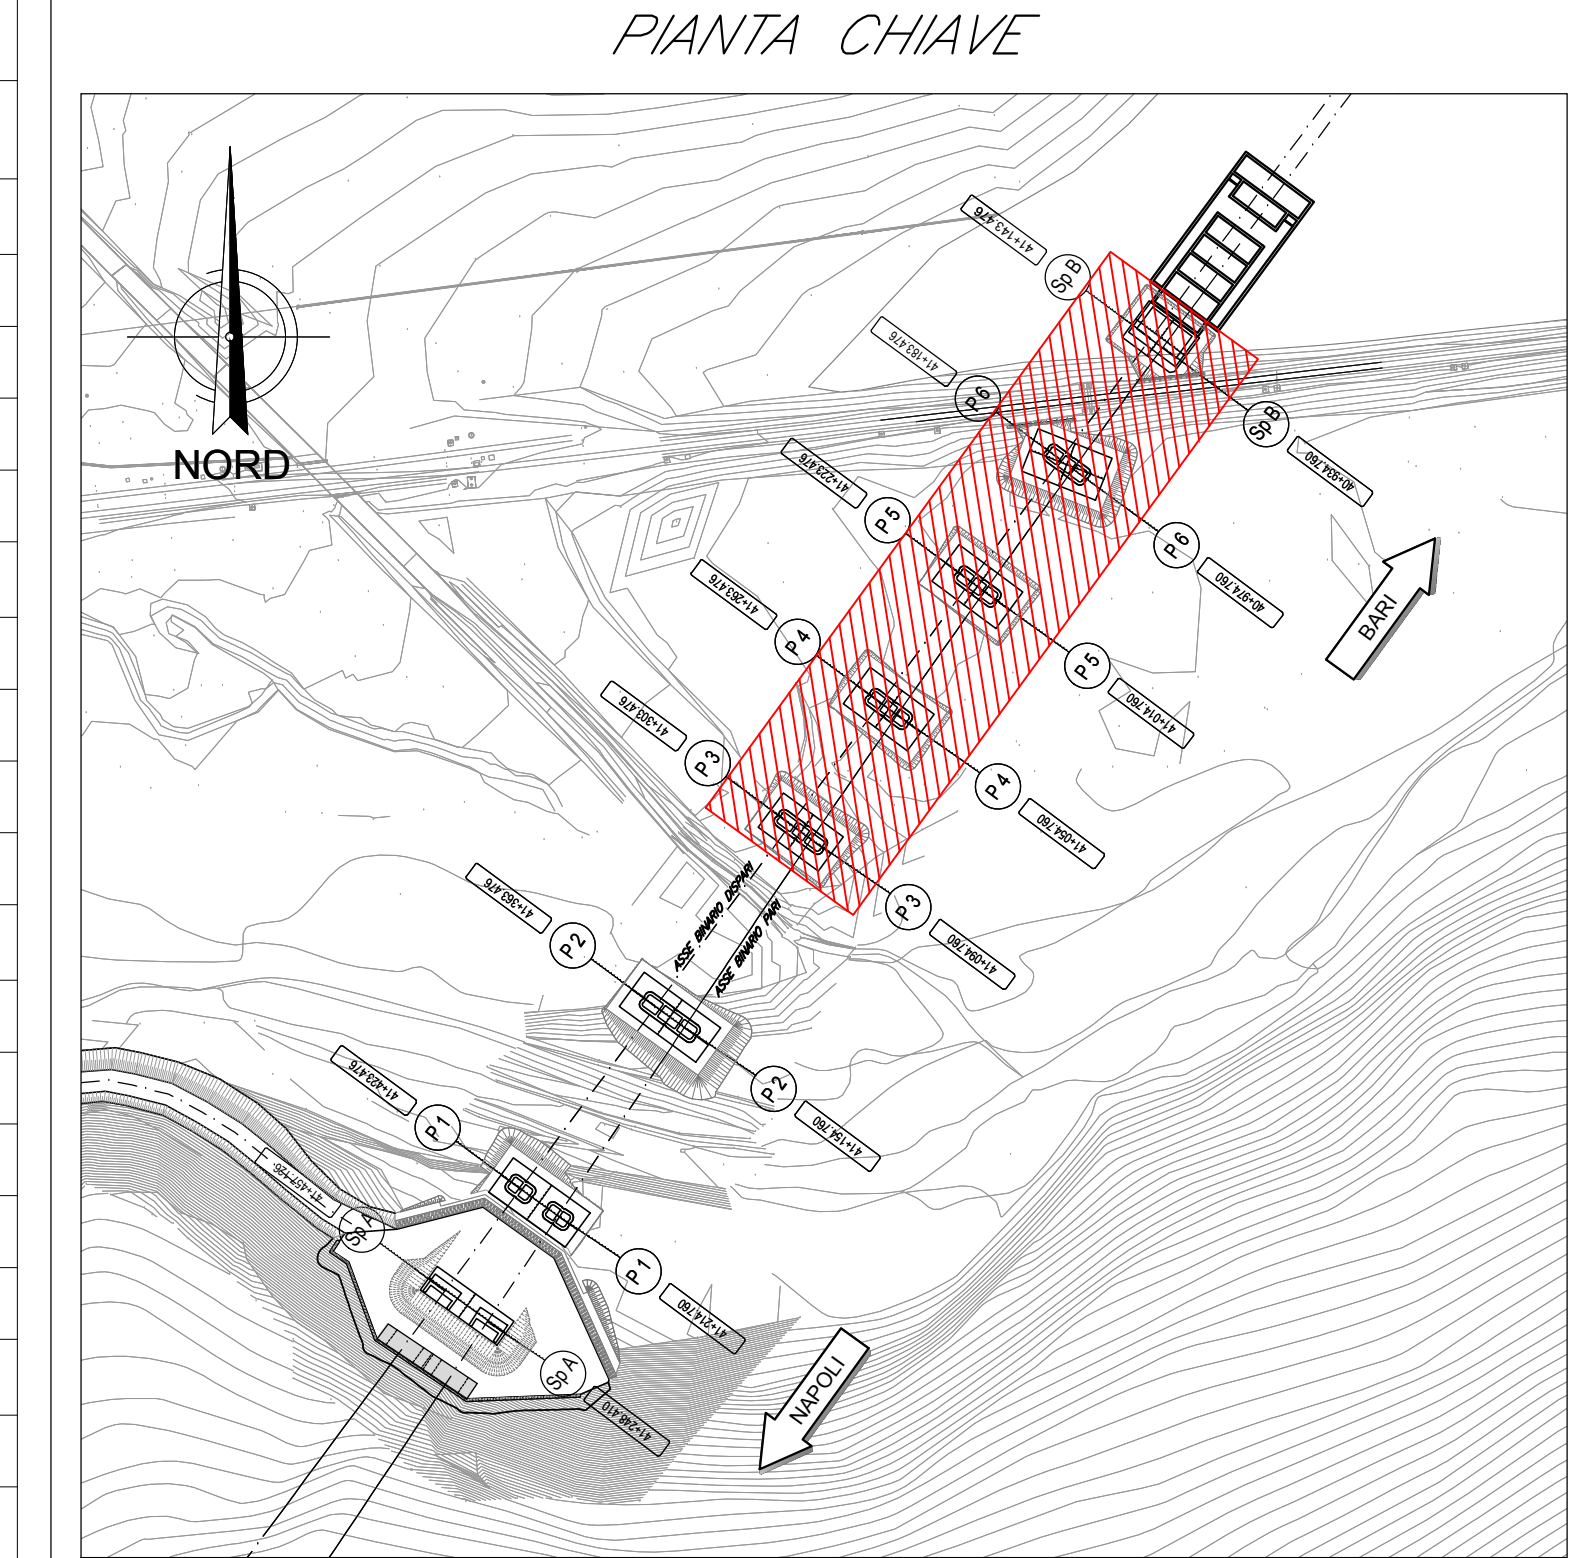 PIANTA CHIAVE
NORD
41+143.476
Sp B
41+183.476
P6
41+223.476
P5
41+263.476
P4
41+303.476
P3
41+363.476
P2
41+423.476
P1
41+457.126
Sp A
Sp B
40+934.760
P6
40+974.760
P5
41+014.760
P4
41+054.760
P3
41+094.760
P2
41+154.760
P1
41+214.760
Sp A
41+248.410
ASSE BINARIO DISPARI
ASSE BINARIO PARI
BARI
NAPOLI